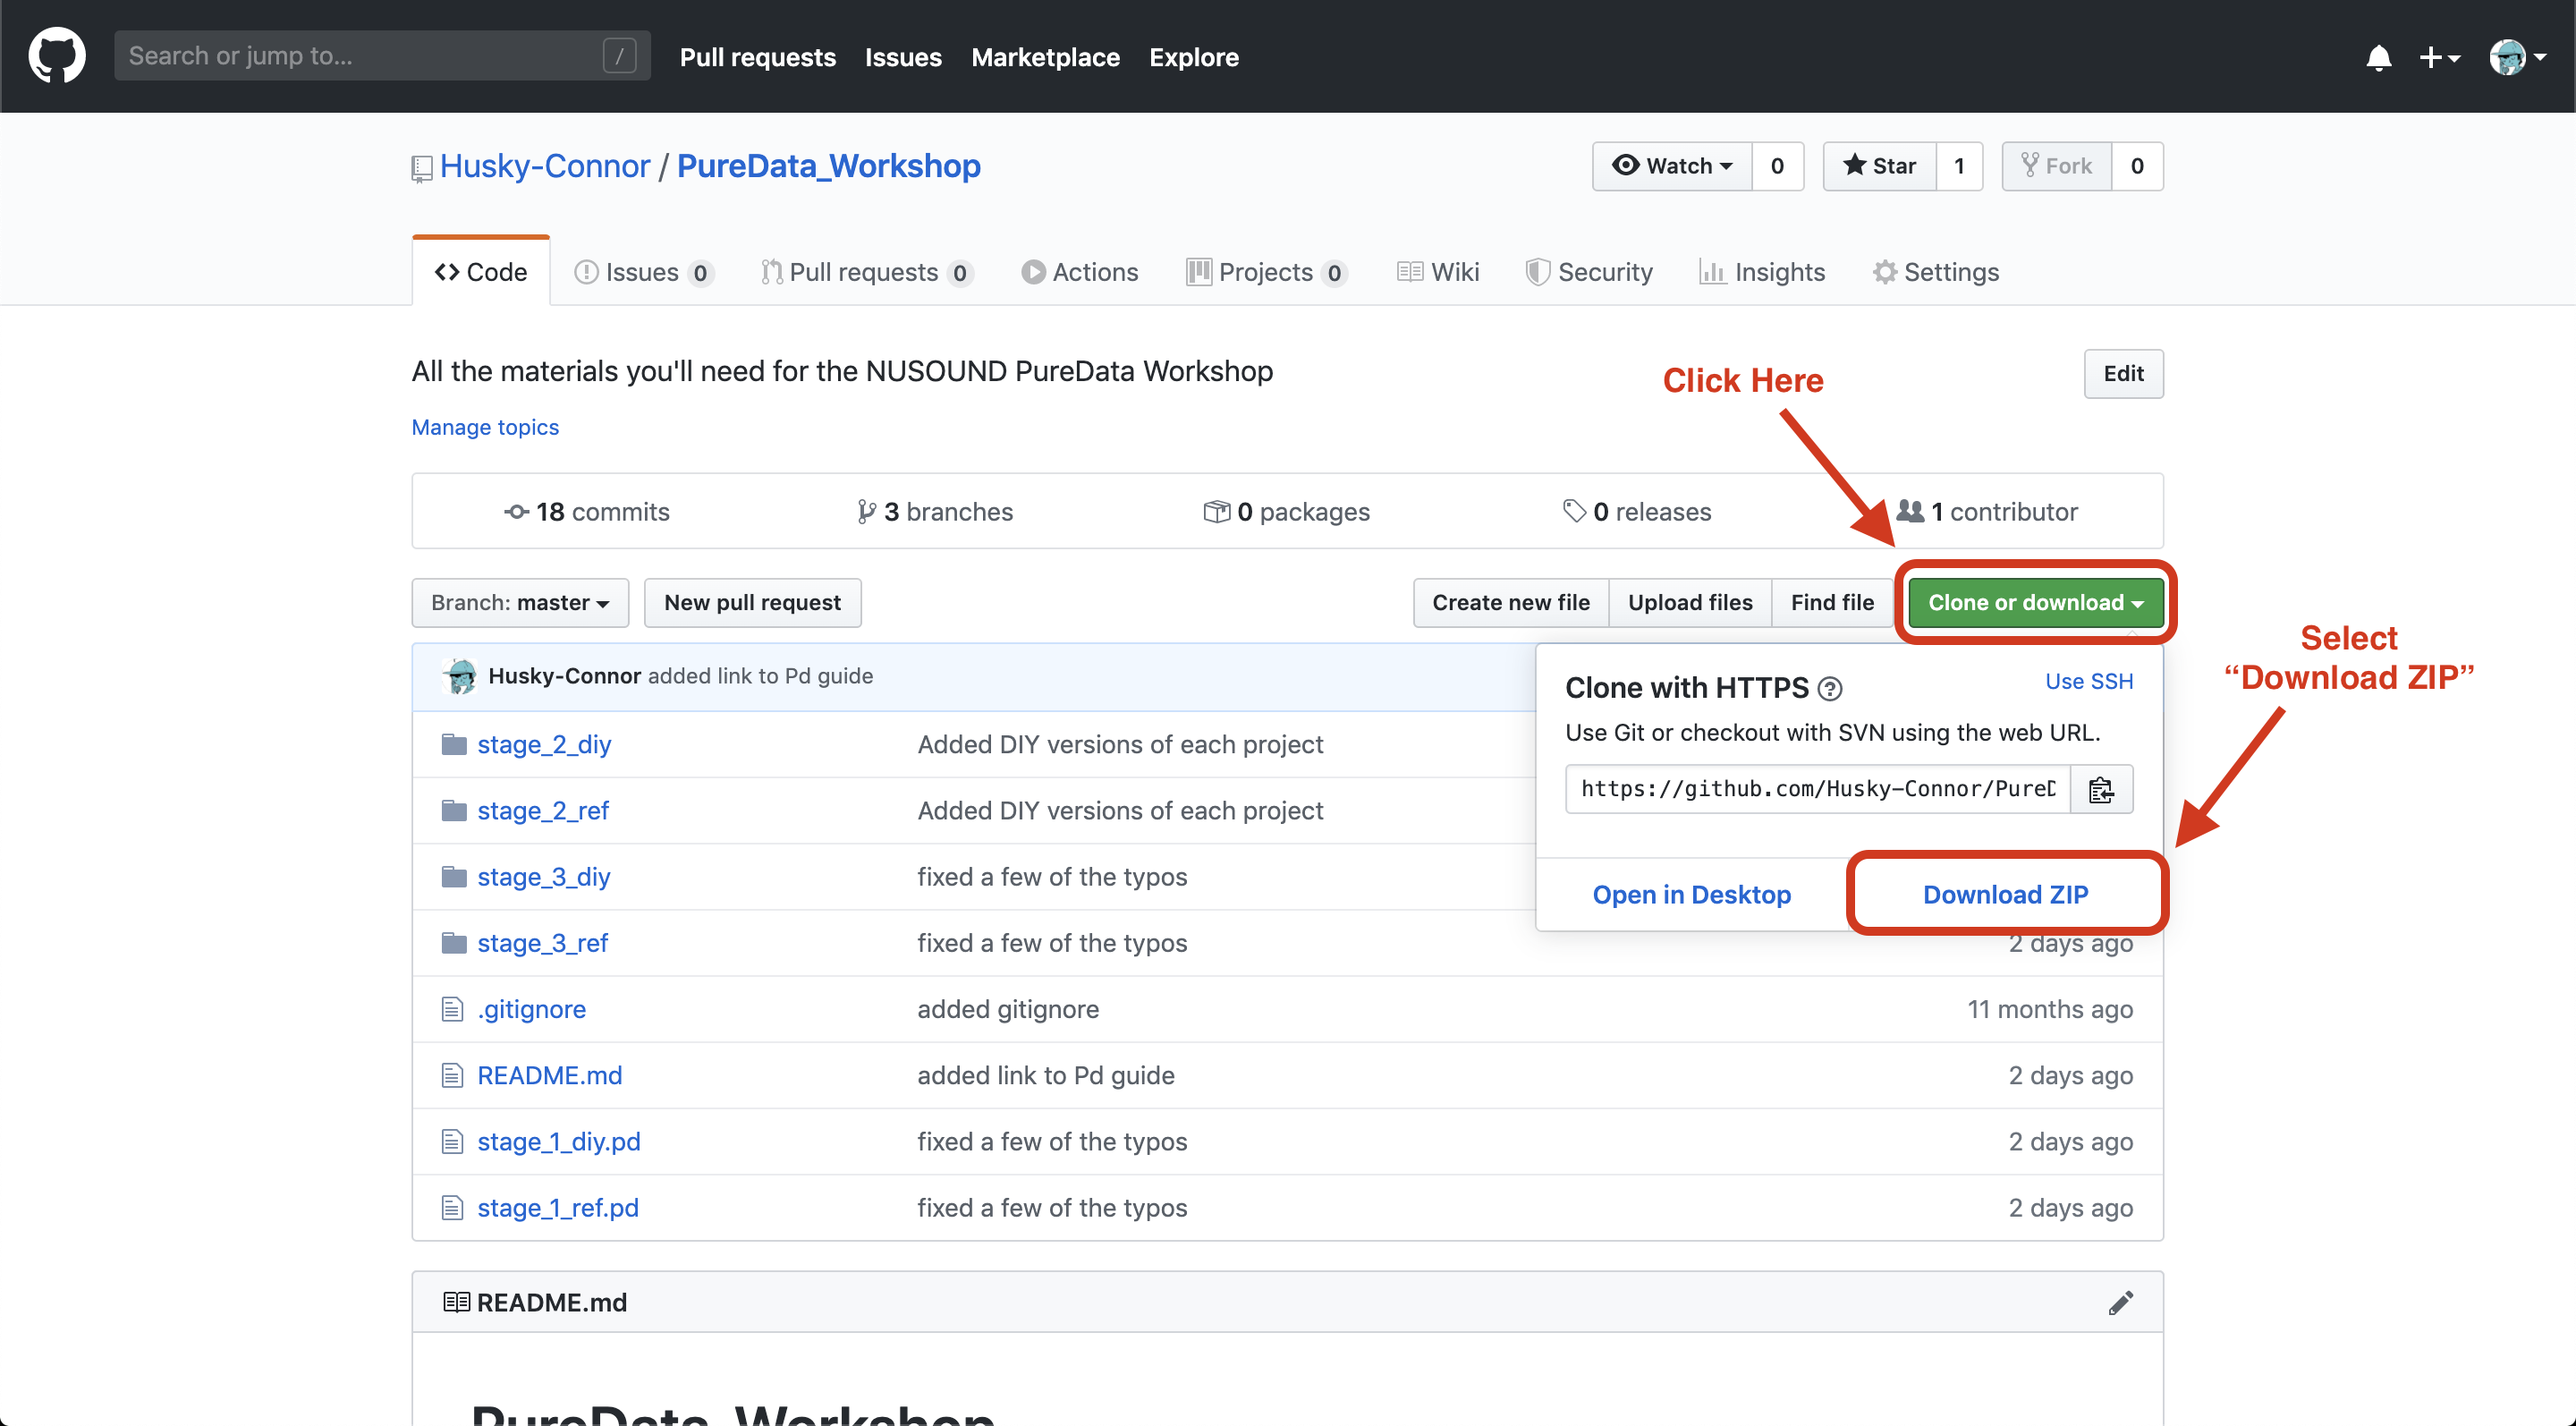 Search or jump to... /
Pull requests Issues Marketplace Explore
Husky-Connor / PureData_Workshop
Watch 0 Star 1 Fork 0
Code Issues 0 Pull requests 0 Actions Projects 0 Wiki Security Insights Settings
All the materials you'll need for the NUSOUND PureData Workshop
Edit
Click Here
Manage topics
18 commits 3 branches 0 packages 0 releases 1 contributor
Branch: master New pull request Create new file Upload files Find file Clone or download
Select
“Download ZIP”
Husky-Connor added link to Pd guide
Clone with HTTPS ? Use SSH
Use Git or checkout with SVN using the web URL.
https://github.com/Husky-Connor/PureD
Open in Desktop Download ZIP
stage_2_diy Added DIY versions of each project
stage_2_ref Added DIY versions of each project
stage_3_diy fixed a few of the typos
stage_3_ref fixed a few of the typos 2 days ago
.gitignore added gitignore 11 months ago
README.md added link to Pd guide 2 days ago
stage_1_diy.pd fixed a few of the typos 2 days ago
stage_1_ref.pd fixed a few of the typos 2 days ago
README.md
PureData_Workshop